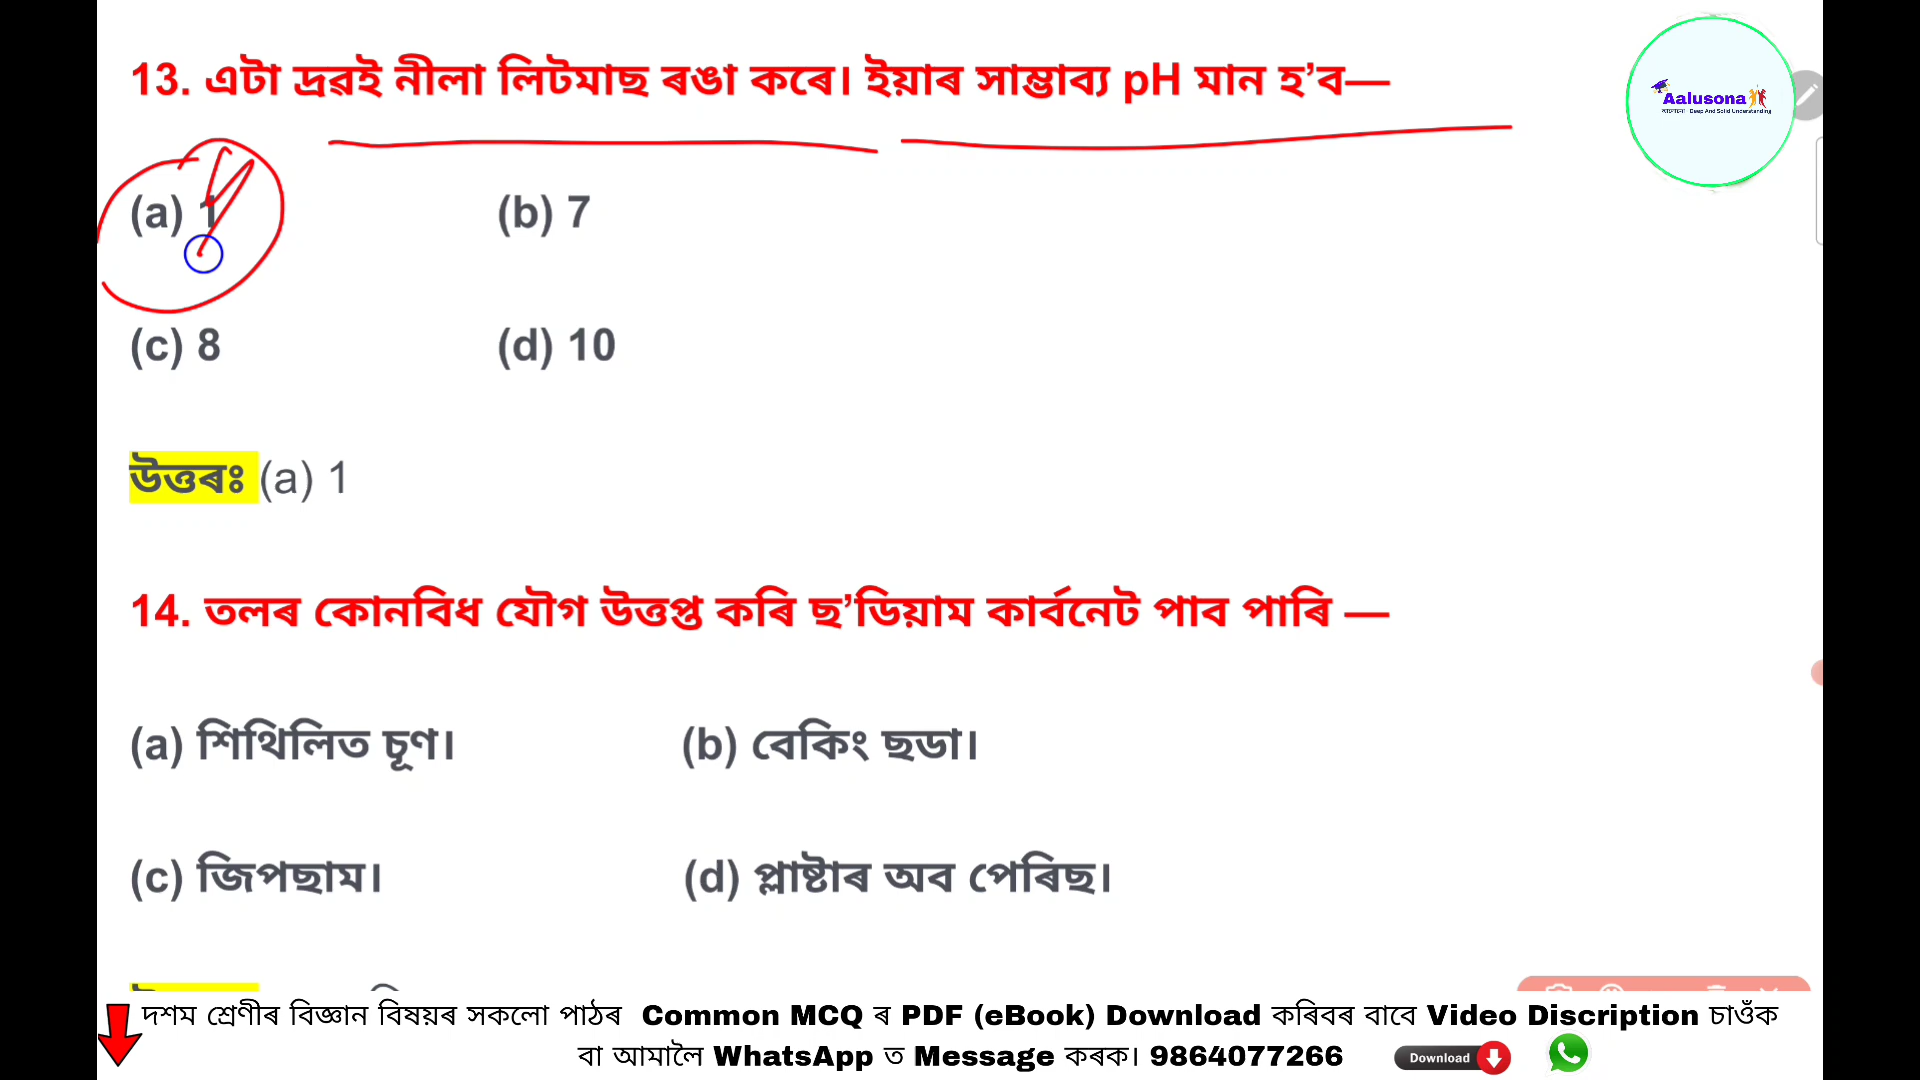 13. এটা দ্ৰৱই নীলা লিটমাছ ৰঙা কৰে। ইয়াৰ সাম্ভাব্য pH মান হ’ব—
Aalusona
(a) 1 (b) 7
(c) 8 (d) 10
উত্তৰঃ (a) 1
14. তলৰ কোনবিধ যৌগ উত্তপ্ত কৰি ছ’ডিয়াম কাৰ্বনেট পাব পাৰি —
(a) শিথিলিত চূণ। (b) বেকিং ছডা।
(c) জিপছাম। (d) প্লাষ্টাৰ অব পেৰিছ।
দশম শ্ৰেণীৰ বিজ্ঞান বিষয়ৰ সকলো পাঠৰ Common MCQ ৰ PDF (eBook) Download কৰিবৰ বাবে Video Discription চাওঁক
বা আমালৈ WhatsApp ত Message কৰক। 9864077266 Download